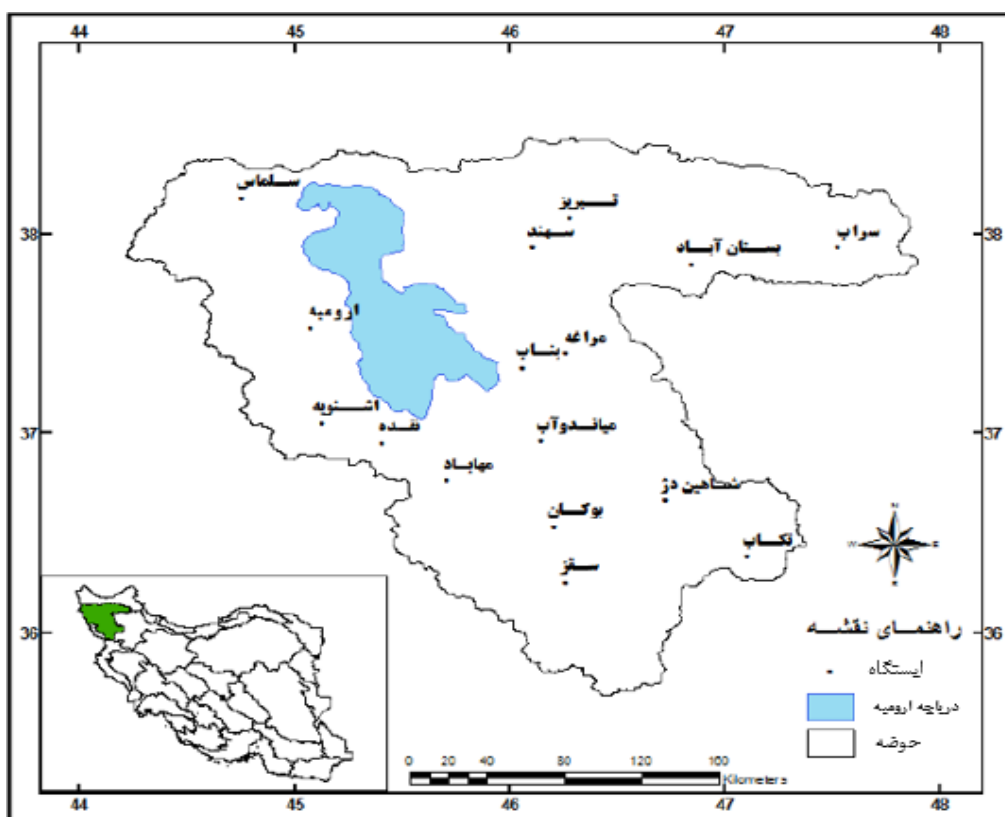 44 45 46 47 48
سلماس
تبریز
سهند
سراب
بستان آباد
38 38
ارومیه
مراغه
بناب
اشنویه
نقده
میاندوآب
37 37
مهاباد
شاهین دژ
بوکان
تکاب
سقز
N
W E
S
36 36
راهنمای نقشه
ایستگاه
دریاچه ارومیه
حوضه
0 20 40 80 120 160
Kilometers
44 45 46 47 48